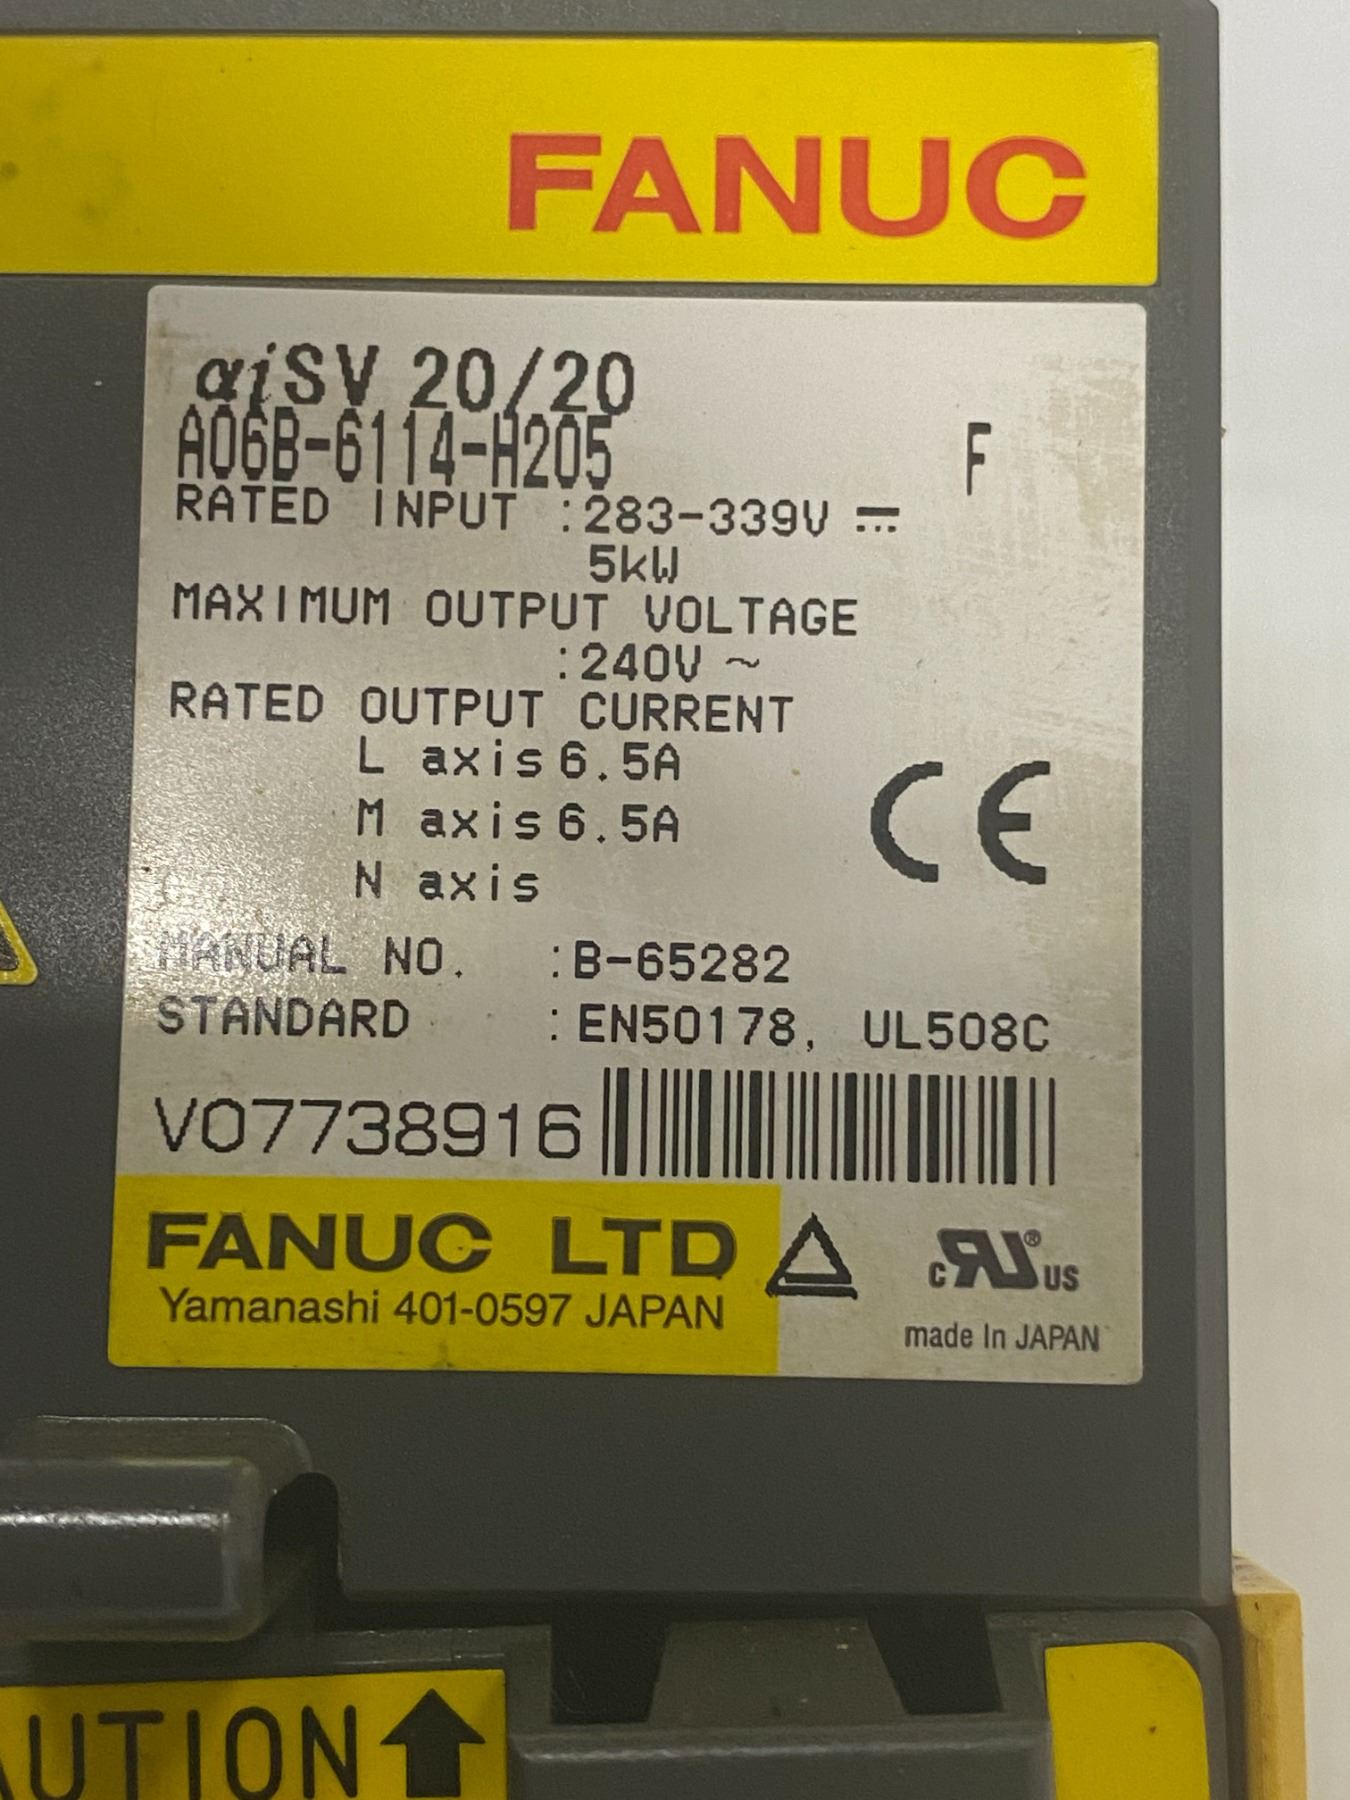 FANUC
αiSV 20/20
A06B-6114-H205 F
RATED INPUT :283-339V ⎓
5kW
MAXIMUM OUTPUT VOLTAGE
:240V ~
RATED OUTPUT CURRENT
L axis 6.5A
M axis 6.5A
N axis
CE
MANUAL NO. :B-65282
STANDARD :EN50178, UL508C
V07738916
FANUC LTD
Yamanashi 401-0597 JAPAN
c RU ® US
made In JAPAN
AUTION